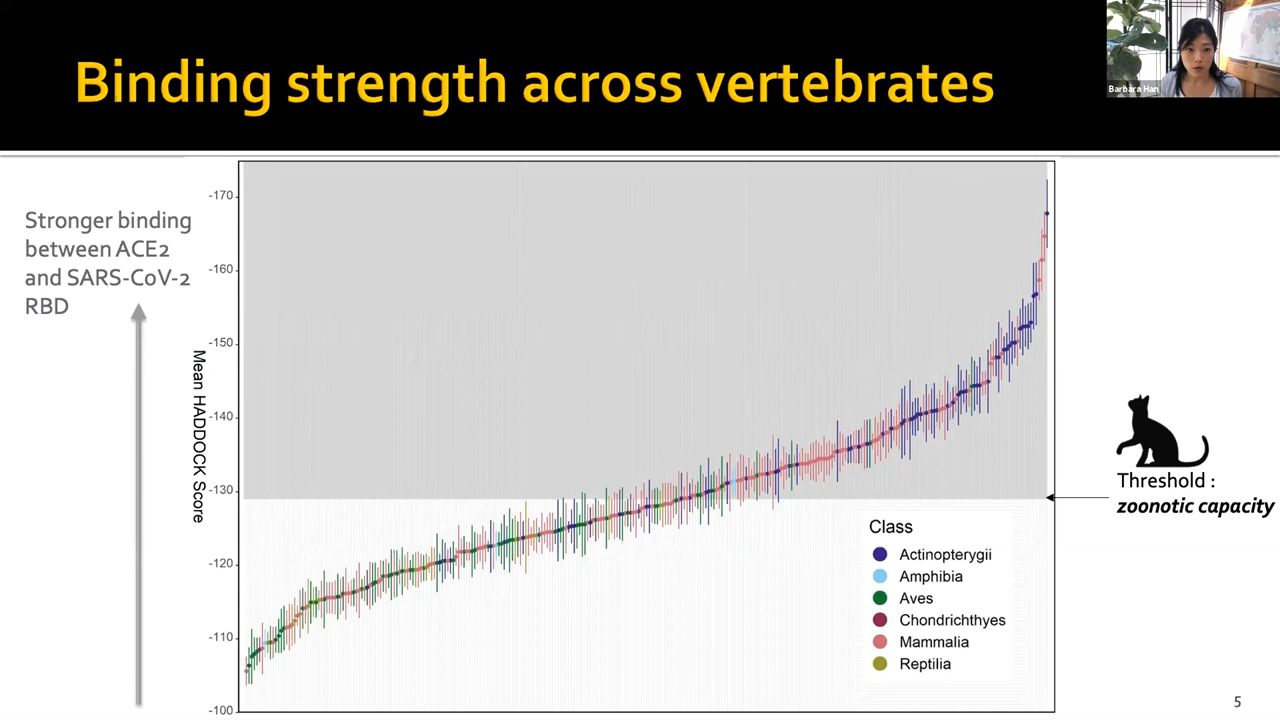 Binding strength across vertebrates
Barbara Han
Stronger binding
between ACE2
and SARS-CoV-2
RBD
Mean HADDOCK Score
-170
-160
-150
-140
-130
-120
-110
-100
Threshold :
zoonotic capacity
Class
Actinopterygii
Amphibia
Aves
Chondrichthyes
Mammalia
Reptilia
5